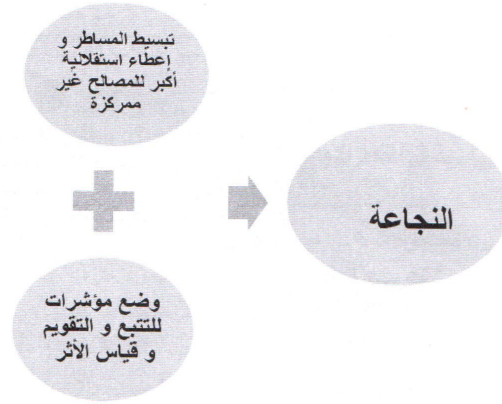 تبسيط المساطر و
إعطاء استقلالية
أكبر للمصالح غير
ممركزة
النجاعة
وضع مؤشرات
للتتبع و التقويم
و قياس الأثر